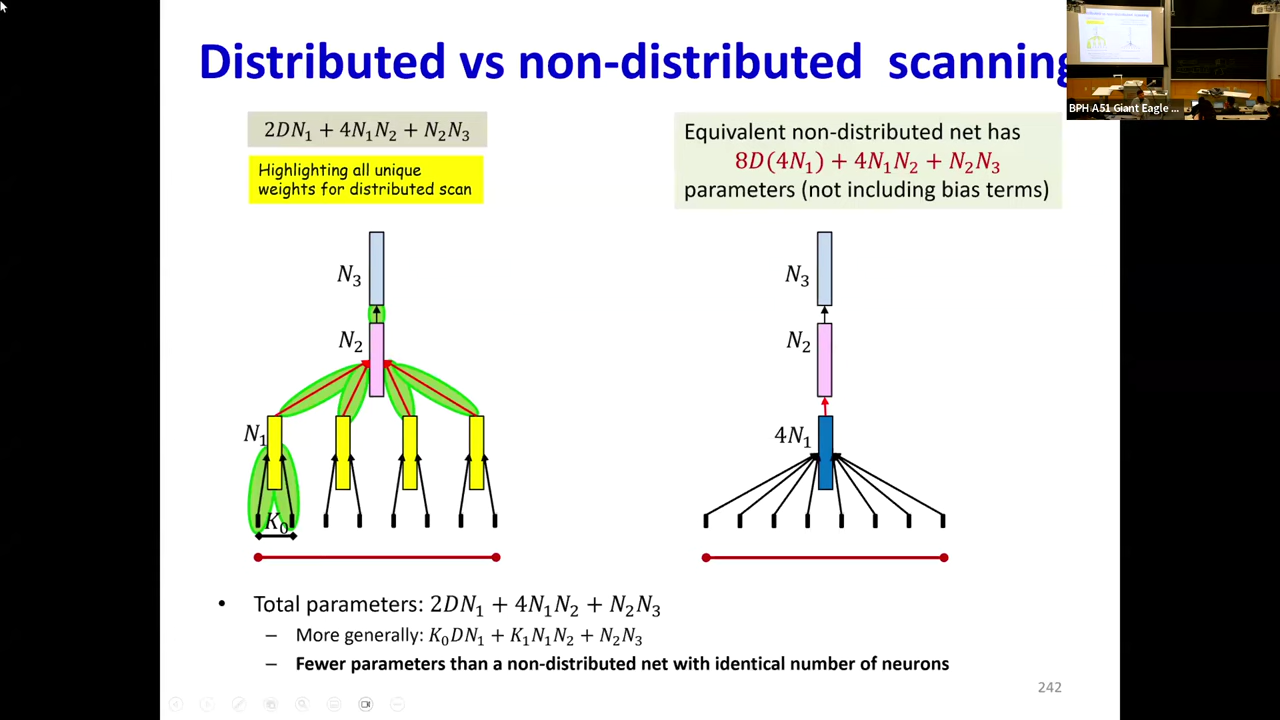 Distributed vs non-distributed scanning
BPH A51 Giant Eagle ...
2DN₁ + 4N₁N₂ + N₂N₃
Highlighting all unique
weights for distributed scan
Equivalent non-distributed net has
8D(4N₁) + 4N₁N₂ + N₂N₃
parameters (not including bias terms)
N₃
N₂
N₁
K₀
N₃
N₂
4N₁
• Total parameters: 2DN₁ + 4N₁N₂ + N₂N₃
– More generally: K₀DN₁ + K₁N₁N₂ + N₂N₃
– Fewer parameters than a non-distributed net with identical number of neurons
242